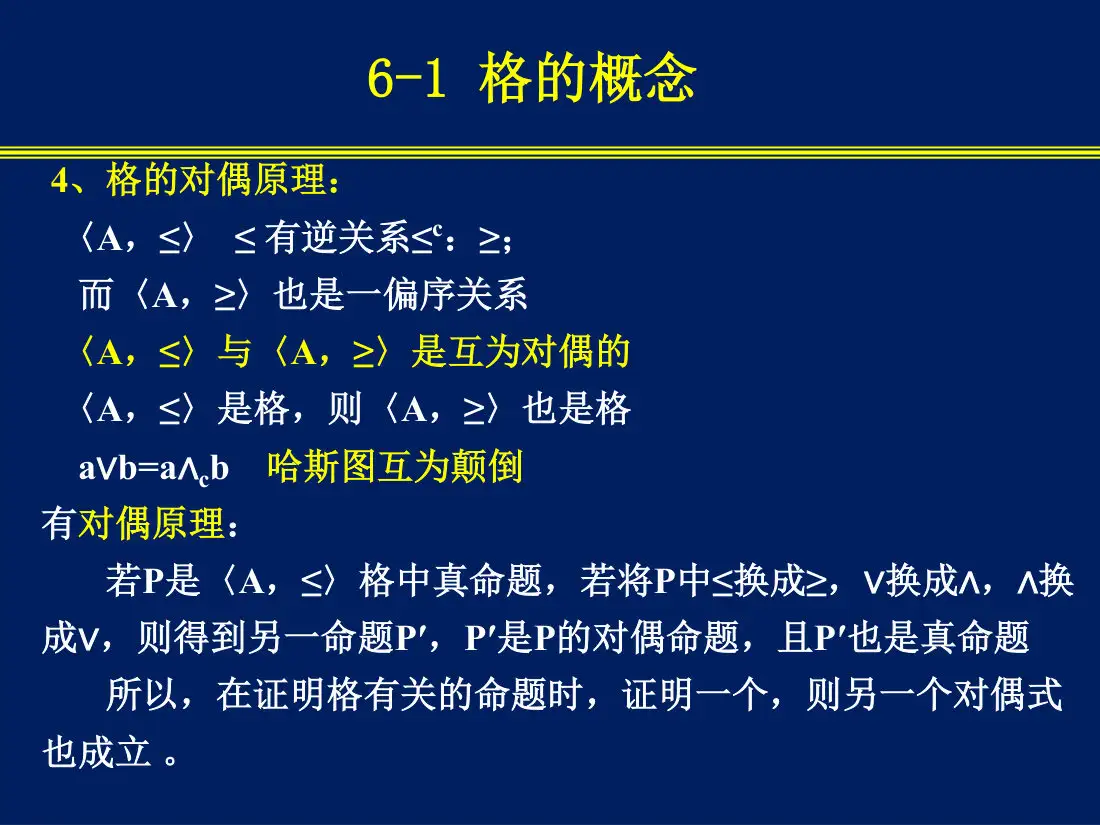 6-1 格的概念
4、格的对偶原理：
〈A，≤〉 ≤ 有逆关系≤ᶜ：≥；
而〈A，≥〉也是一偏序关系
〈A，≤〉与〈A，≥〉是互为对偶的
〈A，≤〉是格，则〈A，≥〉也是格
a∨b=a∧cb 哈斯图互为颠倒
有对偶原理：
若P是〈A，≤〉格中真命题，若将P中≤换成≥，∨换成∧，∧换
成∨，则得到另一命题P′，P′是P的对偶命题，且P′也是真命题
所以，在证明格有关的命题时，证明一个，则另一个对偶式
也成立 。